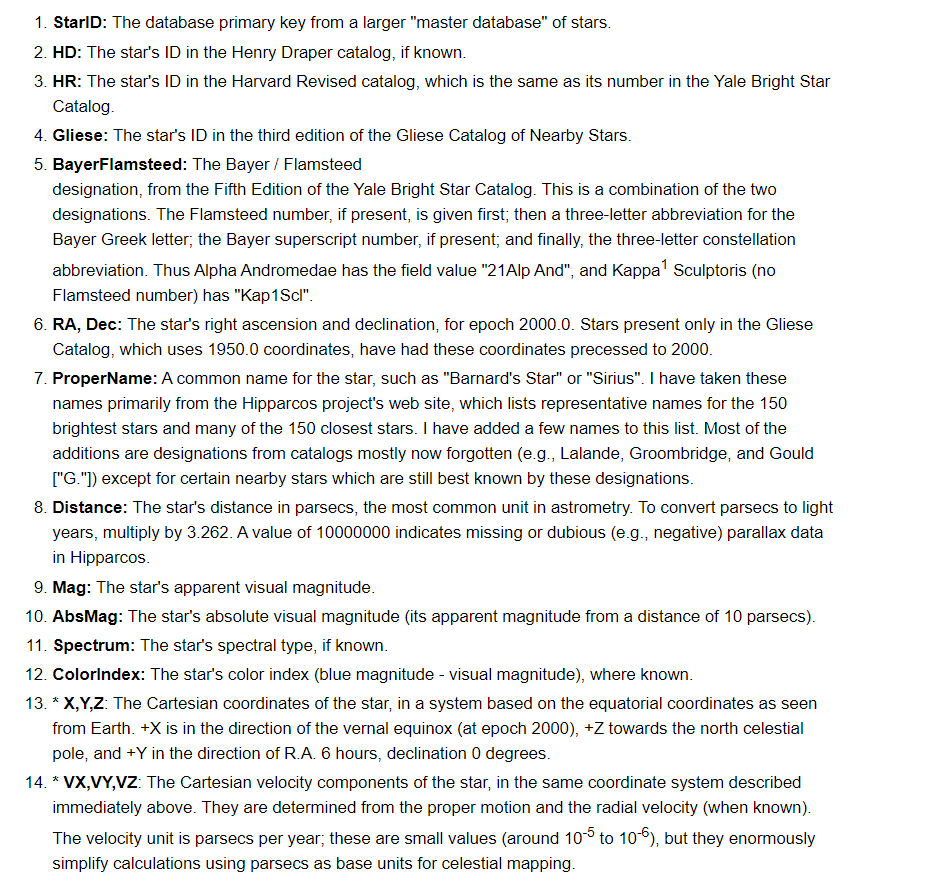 1. StarID: The database primary key from a larger "master database" of stars.
2. HD: The star's ID in the Henry Draper catalog, if known.
3. HR: The star's ID in the Harvard Revised catalog, which is the same as its number in the Yale Bright Star
Catalog.
4. Gliese: The star's ID in the third edition of the Gliese Catalog of Nearby Stars.
5. BayerFlamsteed: The Bayer / Flamsteed
designation, from the Fifth Edition of the Yale Bright Star Catalog. This is a combination of the two
designations. The Flamsteed number, if present, is given first; then a three-letter abbreviation for the
Bayer Greek letter; the Bayer superscript number, if present; and finally, the three-letter constellation
abbreviation. Thus Alpha Andromedae has the field value "21Alp And", and Kappa¹ Sculptoris (no
Flamsteed number) has "Kap1Scl".
6. RA, Dec: The star's right ascension and declination, for epoch 2000.0. Stars present only in the Gliese
Catalog, which uses 1950.0 coordinates, have had these coordinates precessed to 2000.
7. ProperName: A common name for the star, such as "Barnard's Star" or "Sirius". I have taken these
names primarily from the Hipparcos project's web site, which lists representative names for the 150
brightest stars and many of the 150 closest stars. I have added a few names to this list. Most of the
additions are designations from catalogs mostly now forgotten (e.g., Lalande, Groombridge, and Gould
["G."]) except for certain nearby stars which are still best known by these designations.
8. Distance: The star's distance in parsecs, the most common unit in astrometry. To convert parsecs to light
years, multiply by 3.262. A value of 10000000 indicates missing or dubious (e.g., negative) parallax data
in Hipparcos.
9. Mag: The star's apparent visual magnitude.
10. AbsMag: The star's absolute visual magnitude (its apparent magnitude from a distance of 10 parsecs).
11. Spectrum: The star's spectral type, if known.
12. ColorIndex: The star's color index (blue magnitude - visual magnitude), where known.
13. * X,Y,Z: The Cartesian coordinates of the star, in a system based on the equatorial coordinates as seen
from Earth. +X is in the direction of the vernal equinox (at epoch 2000), +Z towards the north celestial
pole, and +Y in the direction of R.A. 6 hours, declination 0 degrees.
14. * VX,VY,VZ: The Cartesian velocity components of the star, in the same coordinate system described
immediately above. They are determined from the proper motion and the radial velocity (when known).
The velocity unit is parsecs per year; these are small values (around 10⁻⁵ to 10⁻⁶), but they enormously
simplify calculations using parsecs as base units for celestial mapping.